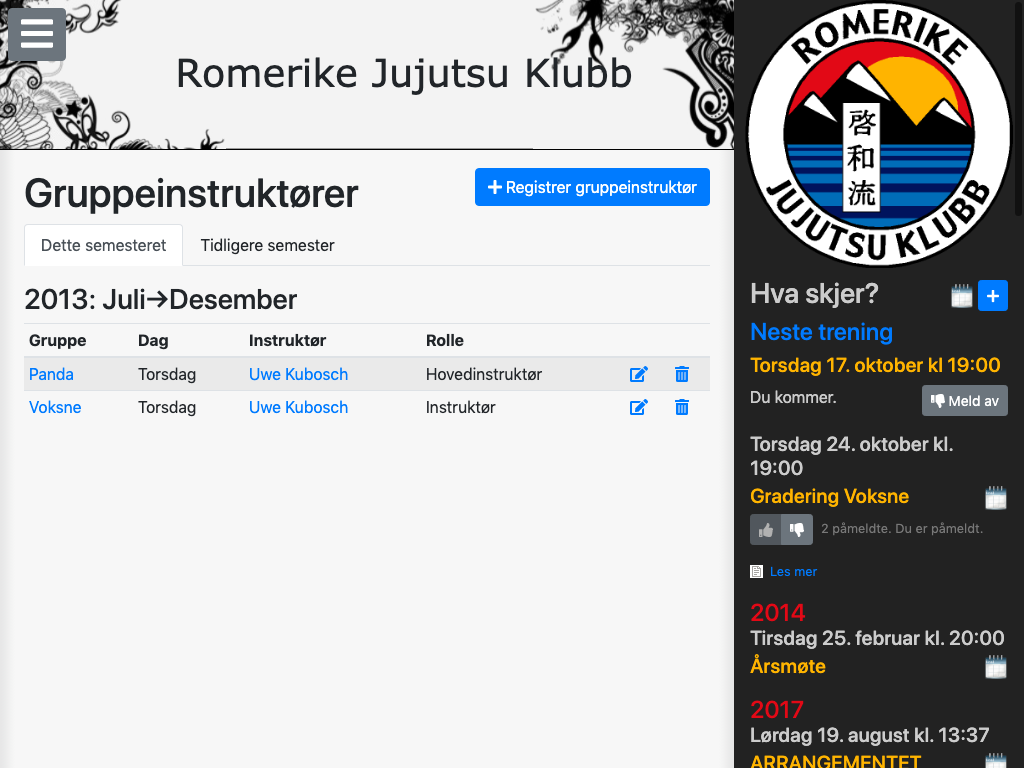 Romerike Jujutsu Klubb
Gruppeinstruktører
Registrer gruppeinstruktør
Dette semesteret Tidligere semester
2013: Juli→Desember
Gruppe Dag Instruktør Rolle
Panda Torsdag Uwe Kubosch Hovedinstruktør
Voksne Torsdag Uwe Kubosch Instruktør
ROMERIKE
啓
和
流
JUJUTSU KLUBB
Hva skjer?
Neste trening
Torsdag 17. oktober kl 19:00
Du kommer.
Meld av
Torsdag 24. oktober kl.
19:00
Gradering Voksne
2 påmeldte. Du er påmeldt.
Les mer
2014
Tirsdag 25. februar kl. 20:00
Årsmøte
2017
Lørdag 19. august kl. 13:37
ARRANGEMENTET